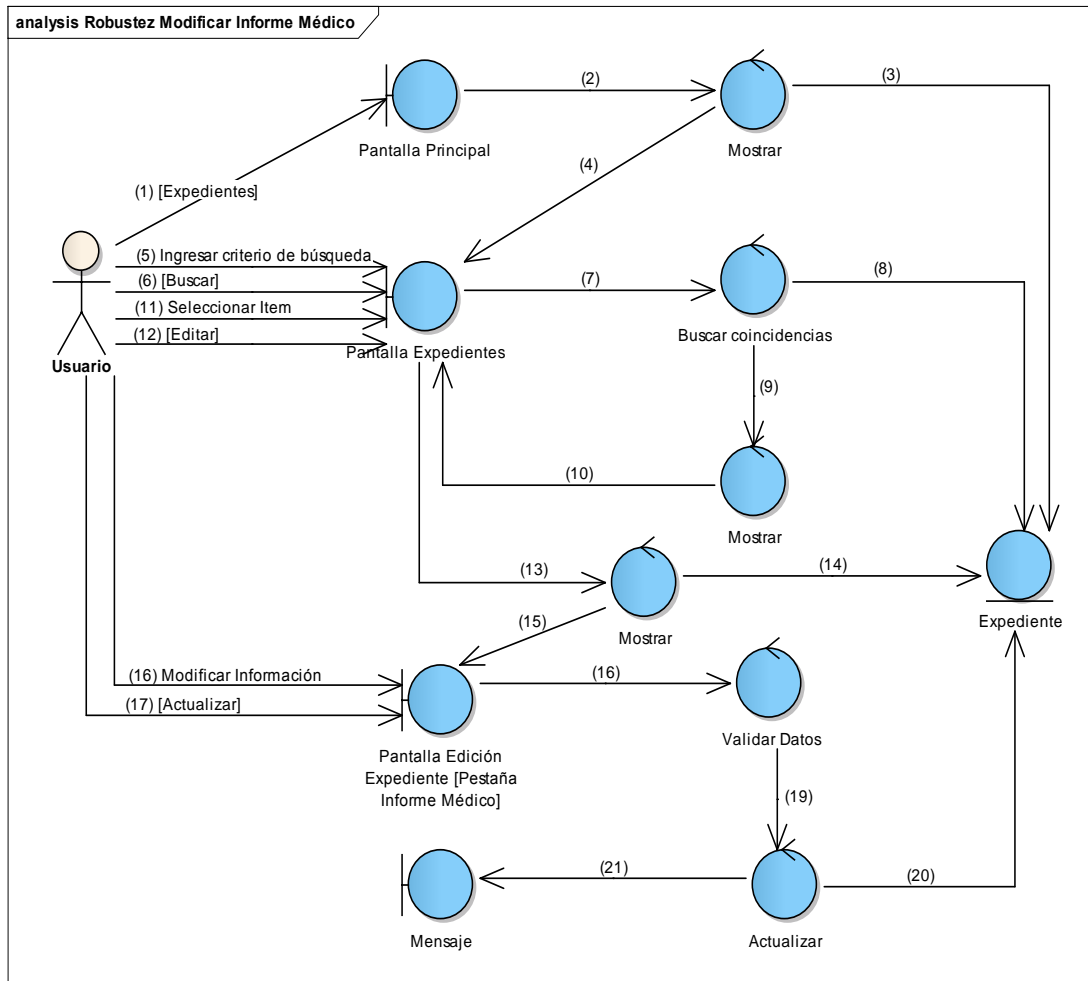 analysis Robustez Modificar Informe Médico
(2)
(3)
Pantalla Principal
Mostrar
(4)
(1) [Expedientes]
(5) Ingresar criterio de búsqueda
(6) [Buscar]
(7)
(8)
(11) Seleccionar Item
(12) [Editar]
Buscar coincidencias
Pantalla Expedientes
Usuario
(9)
(10)
Mostrar
(13)
(14)
Expediente
(15)
Mostrar
(16) Modificar Información
(16)
(17) [Actualizar]
Validar Datos
Pantalla Edición
Expediente [Pestaña
Informe Médico]
(19)
(21)
(20)
Mensaje
Actualizar